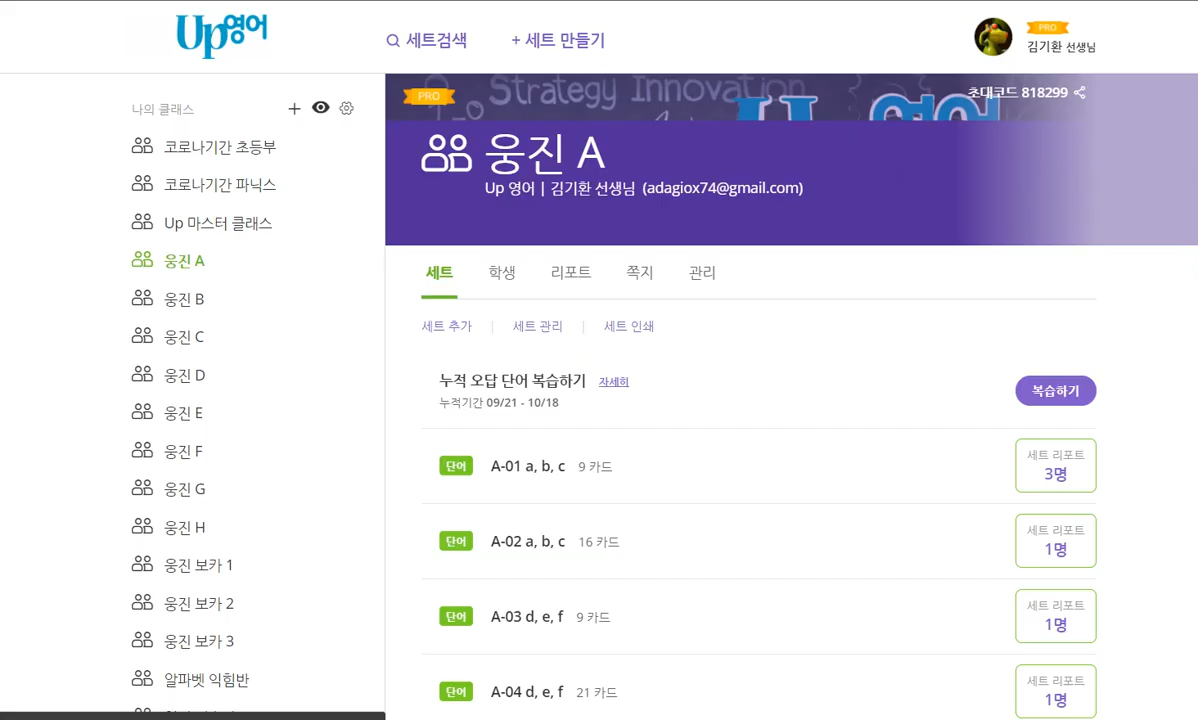 Up영어
세트검색
+ 세트 만들기
PRO
김기환 선생님
나의 클래스
코로나기간 초등부
코로나기간 파닉스
Up 마스터 클래스
웅진 A
웅진 B
웅진 C
웅진 D
웅진 E
웅진 F
웅진 G
웅진 H
웅진 보카 1
웅진 보카 2
웅진 보카 3
알파벳 익힘반
PRO
Strategy Innovation
초대코드 818299
웅진 A
Up 영어 | 김기환 선생님 (adagiox74@gmail.com)
세트 학생 리포트 쪽지 관리
세트 추가 | 세트 관리 | 세트 인쇄
누적 오답 단어 복습하기 자세히
누적기간 09/21 - 10/18
복습하기
단어 A-01 a, b, c 9 카드
세트 리포트
3명
단어 A-02 a, b, c 16 카드
세트 리포트
1명
단어 A-03 d, e, f 9 카드
세트 리포트
1명
단어 A-04 d, e, f 21 카드
세트 리포트
1명